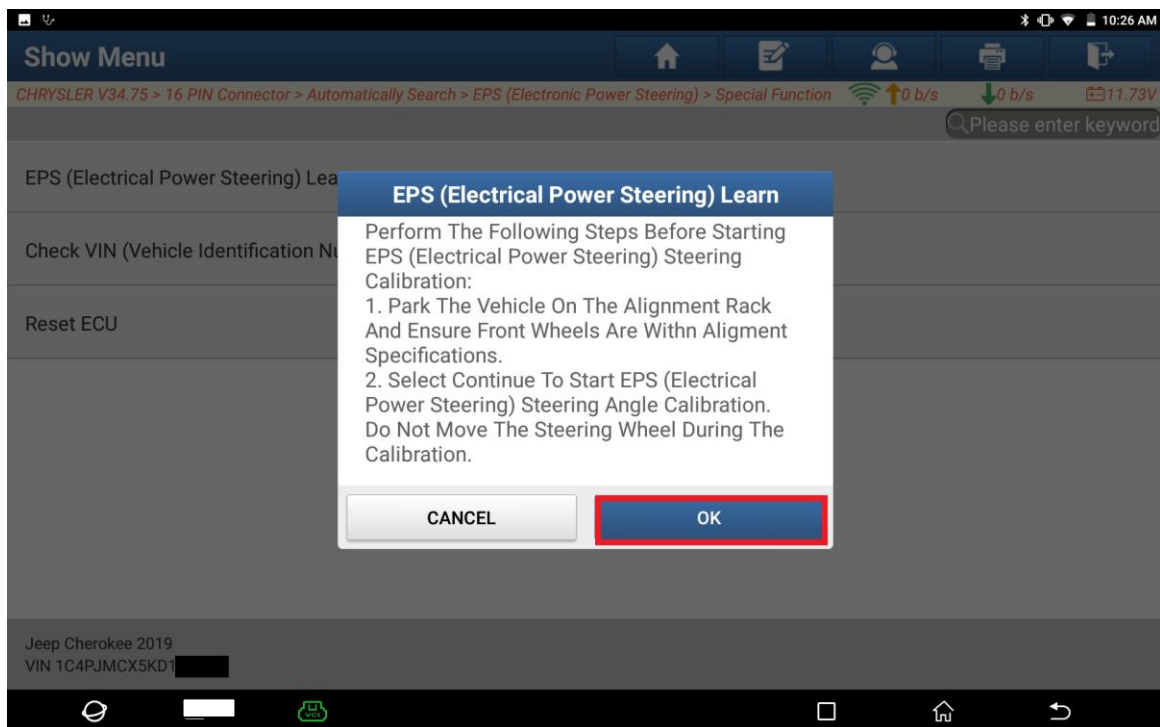 10:26 AM
Show Menu
CHRYSLER V34.75 > 16 PIN Connector > Automatically Search > EPS (Electronic Power Steering) > Special Function
0 b/s
0 b/s
11.73V
Please enter keyword
EPS (Electrical Power Steering) Lea
Check VIN (Vehicle Identification Nu
Reset ECU
EPS (Electrical Power Steering) Learn
Perform The Following Steps Before Starting
EPS (Electrical Power Steering) Steering
Calibration:
1. Park The Vehicle On The Alignment Rack
And Ensure Front Wheels Are Withn Aligment
Specifications.
2. Select Continue To Start EPS (Electrical
Power Steering) Steering Angle Calibration.
Do Not Move The Steering Wheel During The
Calibration.
CANCEL
OK
Jeep Cherokee 2019
VIN 1C4PJMCX5KD1
VCI